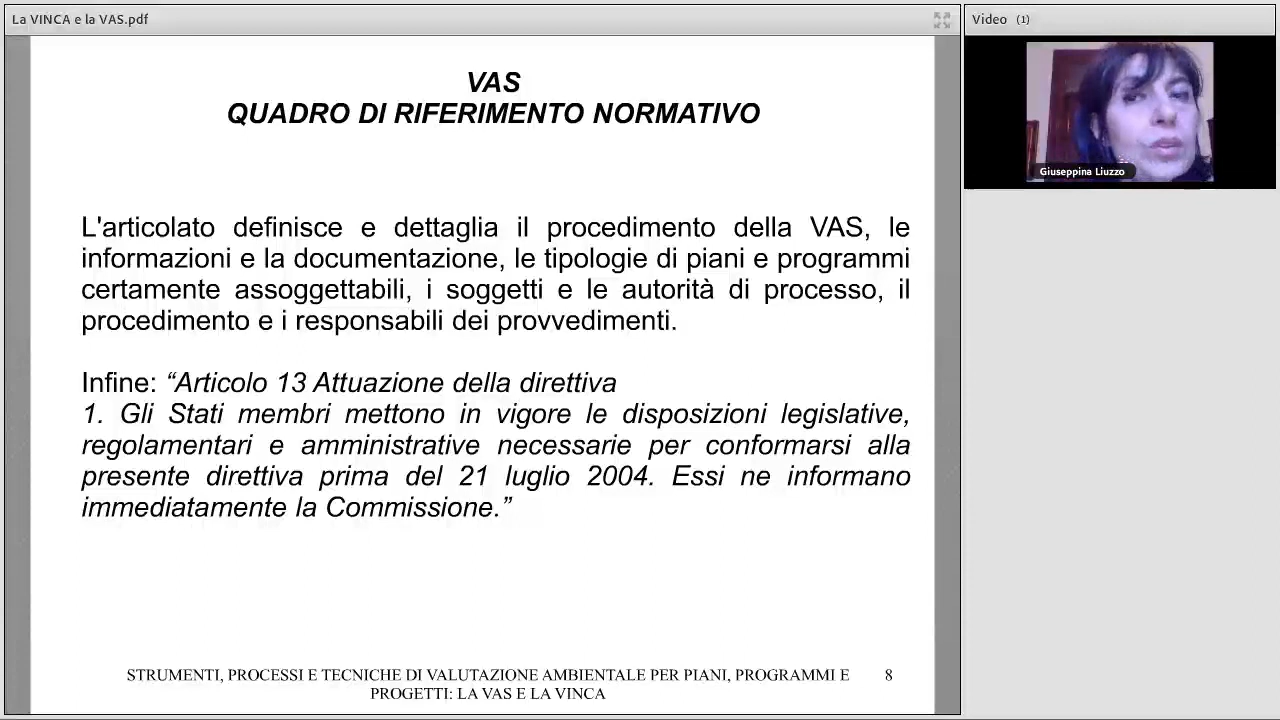 La VINCA e la VAS.pdf
Video (1)
Giuseppina Liuzzo
VAS
QUADRO DI RIFERIMENTO NORMATIVO
L'articolato definisce e dettaglia il procedimento della VAS, le
informazioni e la documentazione, le tipologie di piani e programmi
certamente assoggettabili, i soggetti e le autorità di processo, il
procedimento e i responsabili dei provvedimenti.
Infine: “Articolo 13 Attuazione della direttiva
1. Gli Stati membri mettono in vigore le disposizioni legislative,
regolamentari e amministrative necessarie per conformarsi alla
presente direttiva prima del 21 luglio 2004. Essi ne informano
immediatamente la Commissione.”
STRUMENTI, PROCESSI E TECNICHE DI VALUTAZIONE AMBIENTALE PER PIANI, PROGRAMMI E
PROGETTI: LA VAS E LA VINCA
8